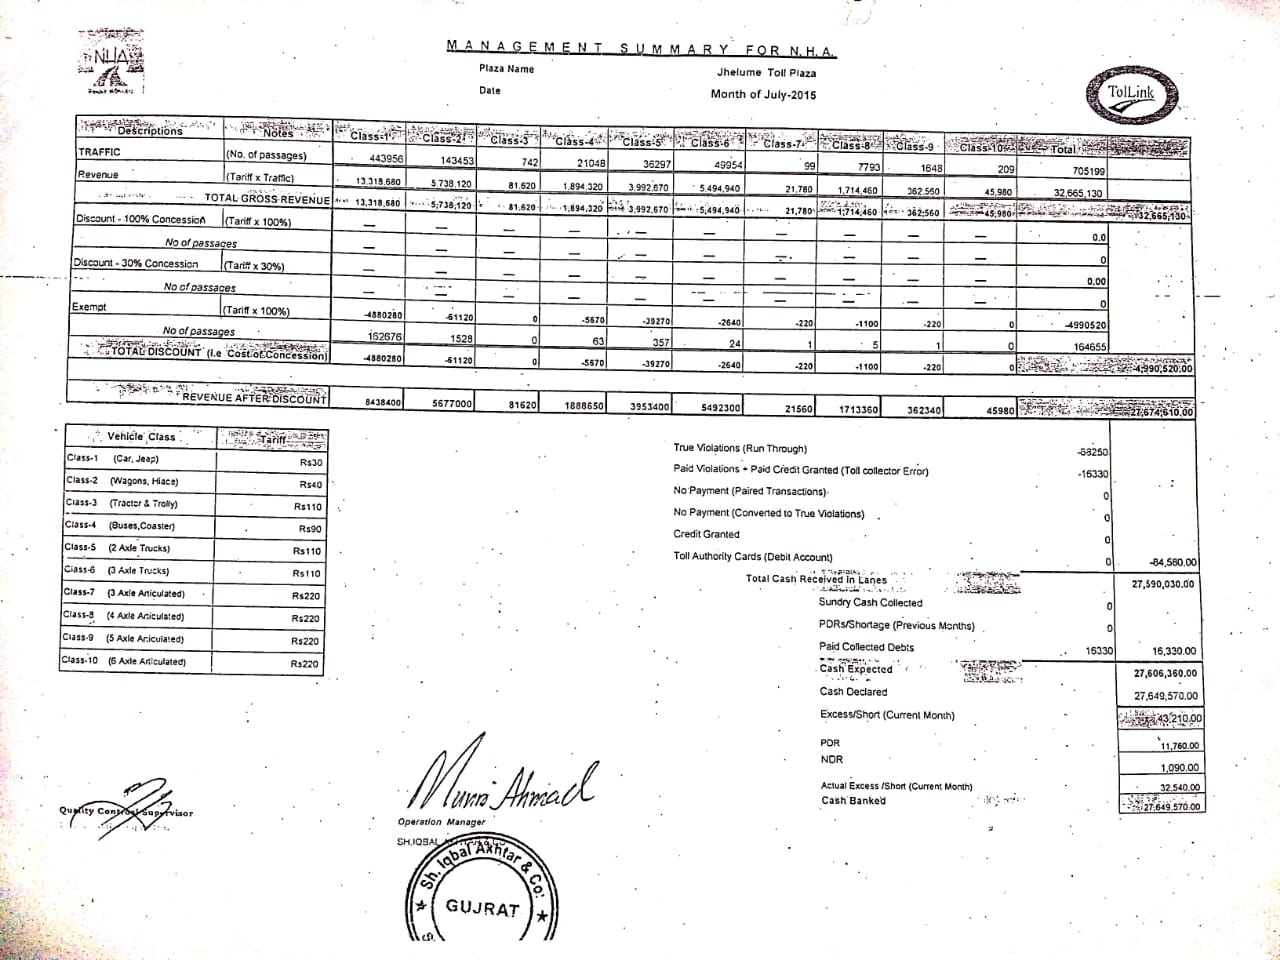 NHA
MANAGEMENT SUMMARY FOR N.H.A.
Plaza Name Jhelume Toll Plaza
Date Month of July-2015
TolLink
Descriptions Notes Class-1 Class-2 Class-3 Class-4 Class-5 Class-6 Class-7 Class-8 Class-9 Class-10 Total
TRAFFIC (No. of passages) 443956 143453 742 21048 36297 49954 99 7793 1648 209 705199
Revenue (Tariff x Traffic) 13,318,680 5,738,120 81,620 1,894,320 3,992,670 5,494,940 21,780 1,714,460 362,560 45,980 32,665,130
TOTAL GROSS REVENUE 13,318,680 5,738,120 81,620 1,894,320 3,992,670 5,494,940 21,780 1,714,460 362,560 45,980 32,665,130
Discount - 100% Concession (Tariff x 100%) — — — — — — — — — — 0.0
No of passages — — — — — — — — — — 0
Discount - 30% Concession (Tariff x 30%) — — — — — — — — — — 0.00
No of passages — — — — — — — — — — 0
Exempt (Tariff x 100%) -4880280 -61120 0 -5670 -39270 -2640 -220 -1100 -220 0 -4990520
No of passages 162676 1528 0 63 357 24 1 5 1 0 164655
TOTAL DISCOUNT (i.e Cost of Concession) -4880280 -61120 0 -5670 -39270 -2640 -220 -1100 -220 0 -4,990,520.00
REVENUE AFTER DISCOUNT 8438400 5677000 81620 1888650 3953400 5492300 21560 1713360 362340 45980 27,674,610.00
Vehicle Class Tariff
Class-1 (Car, Jeep) Rs30
Class-2 (Wagons, Hiace) Rs40
Class-3 (Tractor & Trolly) Rs110
Class-4 (Buses,Coaster) Rs90
Class-5 (2 Axle Trucks) Rs110
Class-6 (3 Axle Trucks) Rs110
Class-7 (3 Axle Articulated) Rs220
Class-8 (4 Axle Articulated) Rs220
Class-9 (5 Axle Articulated) Rs220
Class-10 (6 Axle Articulated) Rs220
True Violations (Run Through) -68250
Paid Violations + Paid Credit Granted (Toll collector Error) -16330
No Payment (Paired Transactions) 0
No Payment (Converted to True Violations) 0
Credit Granted 0
Toll Authority Cards (Debit Account) 0 -84,580.00
Total Cash Received in Lanes 27,590,030.00
Sundry Cash Collected 0
PDRs/Shortage (Previous Months) 0
Paid Collected Debts 16330 16,330.00
Cash Expected 27,606,360.00
Cash Declared 27,649,570.00
Excess/Short (Current Month) 43,210.00
PDR 11,760.00
NDR 1,090.00
Actual Excess /Short (Current Month) 32,540.00
Cash Banked 27,649,570.00
Munir Ahmad
Quality Control Supervisor
Operation Manager
SH.IQBAL
Sh. Iqbal Akhtar & Co.
GUJRAT